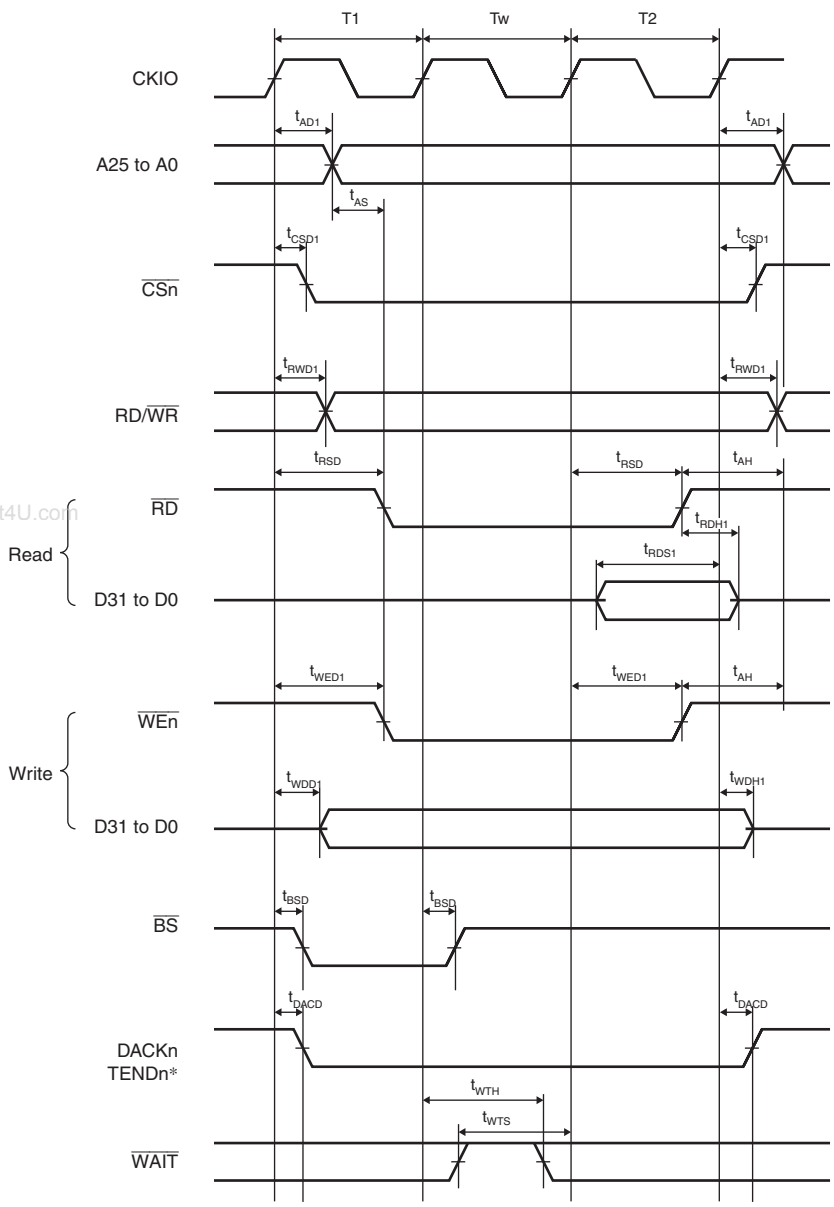 T1 Tw T2
CKIO
tAD1 tAD1
A25 to A0
tAS
tCSD1 tCSD1
CSn
tRWD1 tRWD1
RD/WR
tRSD tRSD tAH
RD
tRDH1
t4U.com
Read
tRDS1
D31 to D0
tWED1 tWED1 tAH
WEn
Write
tWDD1 tWDH1
D31 to D0
tBSD tBSD
BS
tDACD tDACD
DACKn
TENDn*
tWTH
tWTS
WAIT